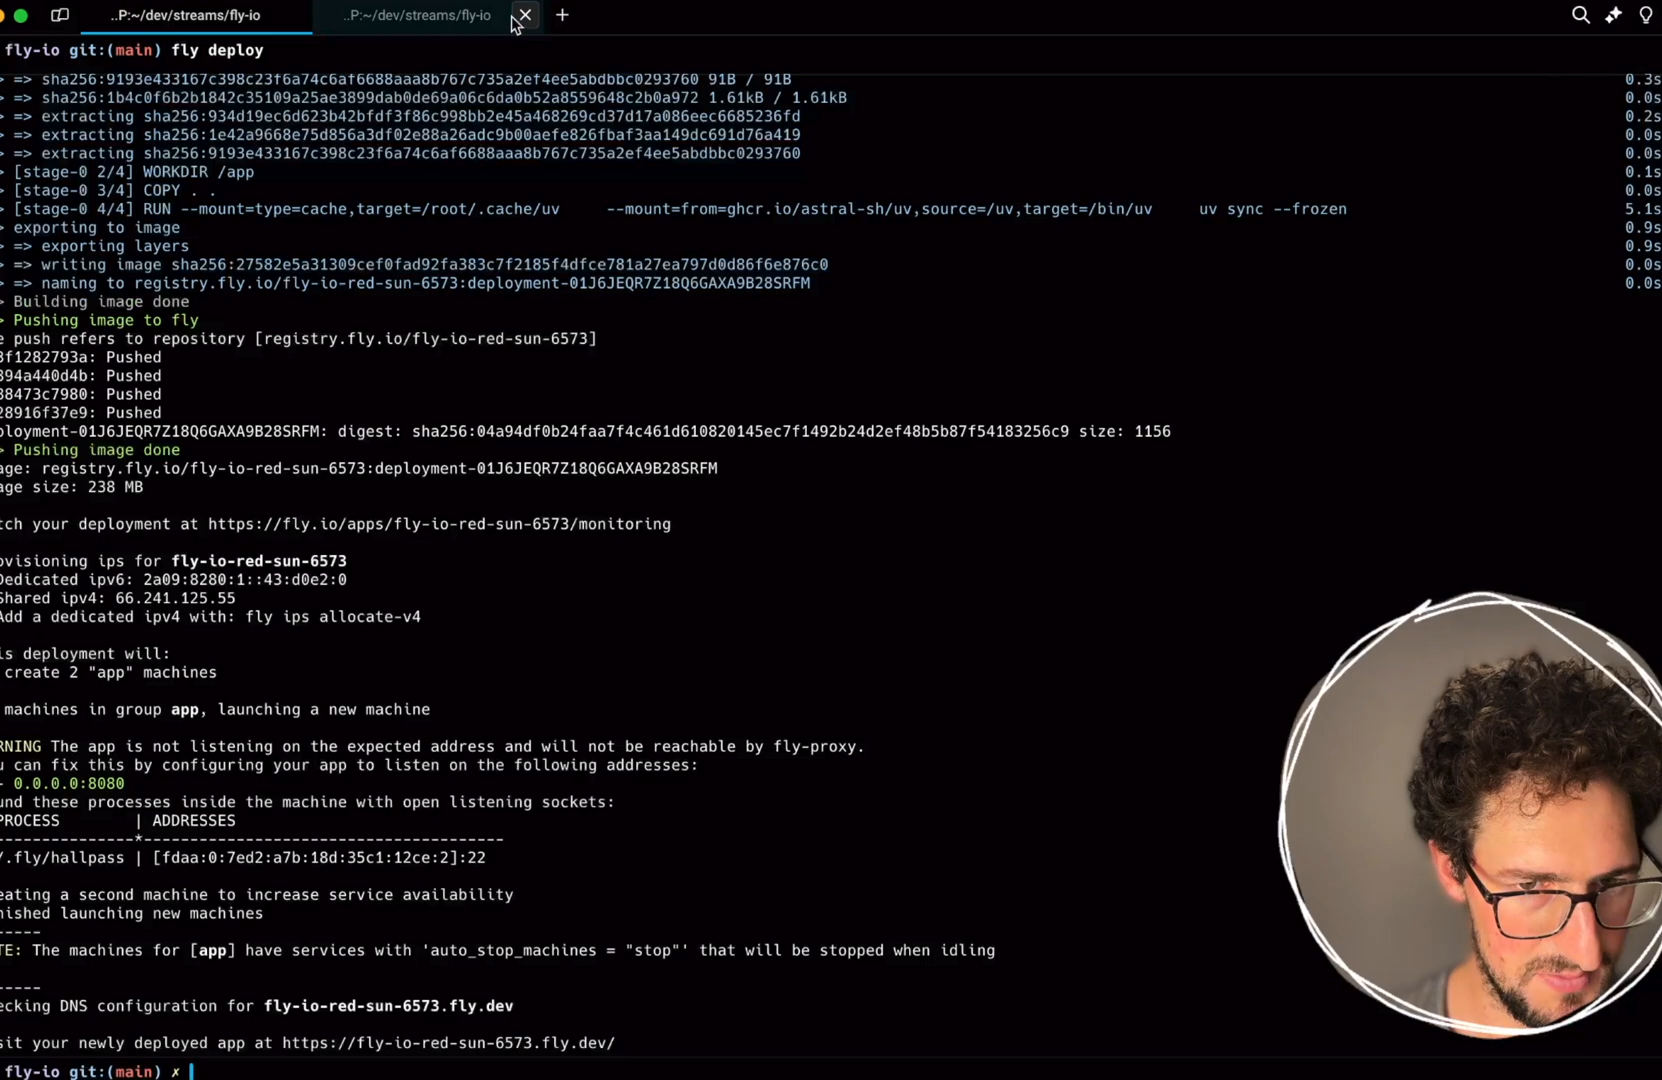 ..P:~/dev/streams/fly-io ..P:~/dev/streams/fly-io
fly-io git:(main) fly deploy
> => sha256:9193e433167c398c23f6a74c6af6688aaa8b767c735a2ef4ee5abdbbc0293760 91B / 91B 0.3s
> => sha256:1b4c0f6b2b1842c35109a25ae3899dab0de69a06c6da0b52a8559648c2b0a972 1.61kB / 1.61kB 0.0s
> => extracting sha256:934d19ec6d623b42bfdf3f86c998bb2e45a468269cd37d17a086eec6685236fd 0.2s
> => extracting sha256:1e42a9668e75d856a3df02e88a26adc9b00aefe826fbaf3aa149dc691d76a419 0.0s
> => extracting sha256:9193e433167c398c23f6a74c6af6688aaa8b767c735a2ef4ee5abdbbc0293760 0.0s
> [stage-0 2/4] WORKDIR /app 0.1s
> [stage-0 3/4] COPY . . 0.0s
> [stage-0 4/4] RUN --mount=type=cache,target=/root/.cache/uv --mount=from=ghcr.io/astral-sh/uv,source=/uv,target=/bin/uv uv sync --frozen 5.1s
> exporting to image 0.9s
> => exporting layers 0.9s
> => writing image sha256:27582e5a31309cef0fad92fa383c7f2185f4dfce781a27ea797d0d86f6e876c0 0.0s
> => naming to registry.fly.io/fly-io-red-sun-6573:deployment-01J6JEQR7Z18Q6GAXA9B28SRFM 0.0s
> Building image done
> Pushing image to fly
e push refers to repository [registry.fly.io/fly-io-red-sun-6573]
8f1282793a: Pushed
894a440d4b: Pushed
88473c7980: Pushed
28916f37e9: Pushed
ployment-01J6JEQR7Z18Q6GAXA9B28SRFM: digest: sha256:04a94df0b24faa7f4c461d610820145ec7f1492b24d2ef48b5b87f54183256c9 size: 1156
> Pushing image done
age: registry.fly.io/fly-io-red-sun-6573:deployment-01J6JEQR7Z18Q6GAXA9B28SRFM
age size: 238 MB
tch your deployment at https://fly.io/apps/fly-io-red-sun-6573/monitoring
ovisioning ips for fly-io-red-sun-6573
Dedicated ipv6: 2a09:8280:1::43:d0e2:0
Shared ipv4: 66.241.125.55
Add a dedicated ipv4 with: fly ips allocate-v4
is deployment will:
create 2 "app" machines
machines in group app, launching a new machine
RNING The app is not listening on the expected address and will not be reachable by fly-proxy.
u can fix this by configuring your app to listen on the following addresses:
- 0.0.0.0:8080
und these processes inside the machine with open listening sockets:
PROCESS | ADDRESSES
---------------*---------------------------------------
/.fly/hallpass | [fdaa:0:7ed2:a7b:18d:35c1:12ce:2]:22
eating a second machine to increase service availability
nished launching new machines
-----
TE: The machines for [app] have services with 'auto_stop_machines = "stop"' that will be stopped when idling
-----
ecking DNS configuration for fly-io-red-sun-6573.fly.dev
sit your newly deployed app at https://fly-io-red-sun-6573.fly.dev/
fly-io git:(main) ✗